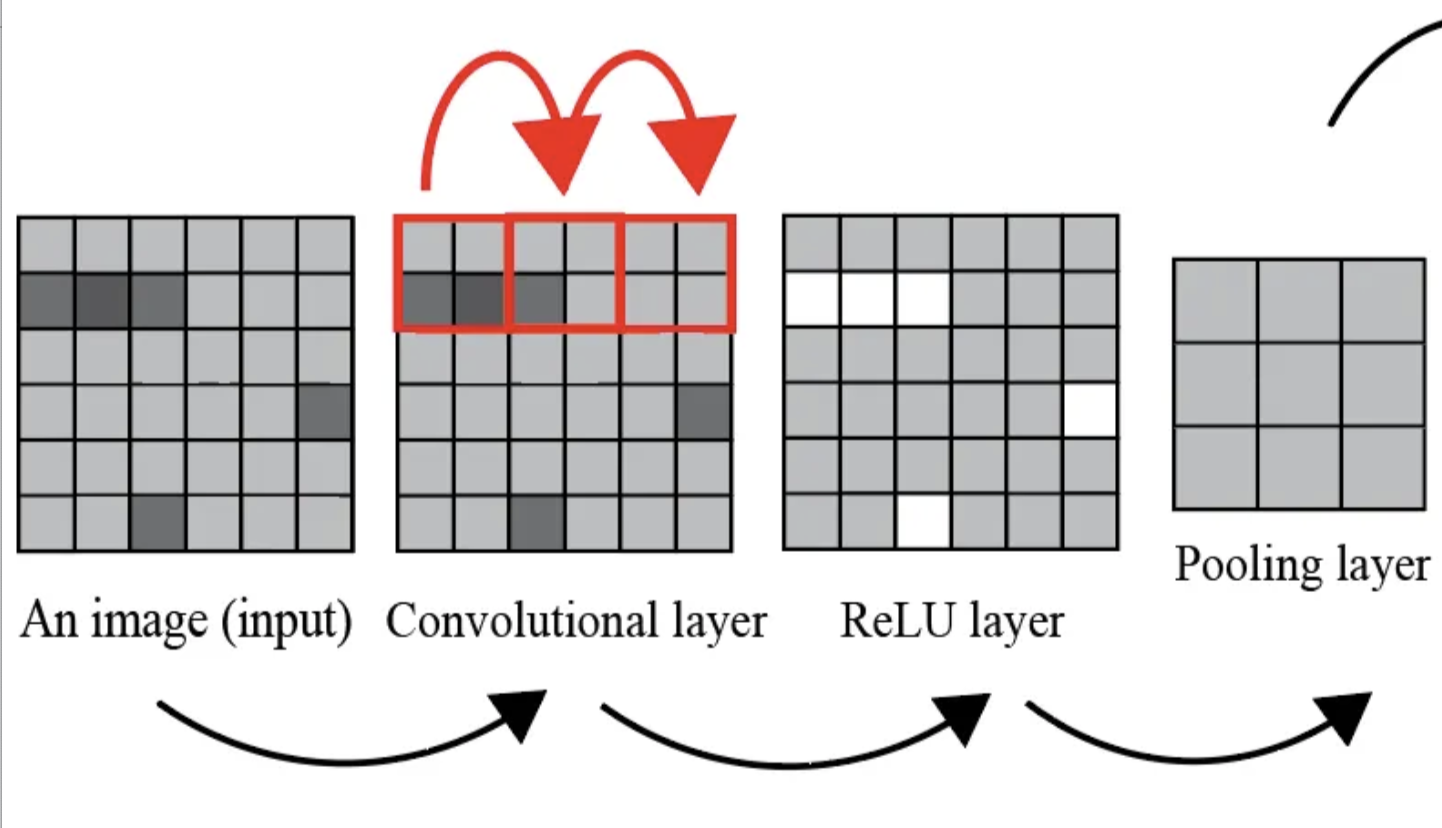 An image (input)
Convolutional layer
ReLU layer
Pooling layer